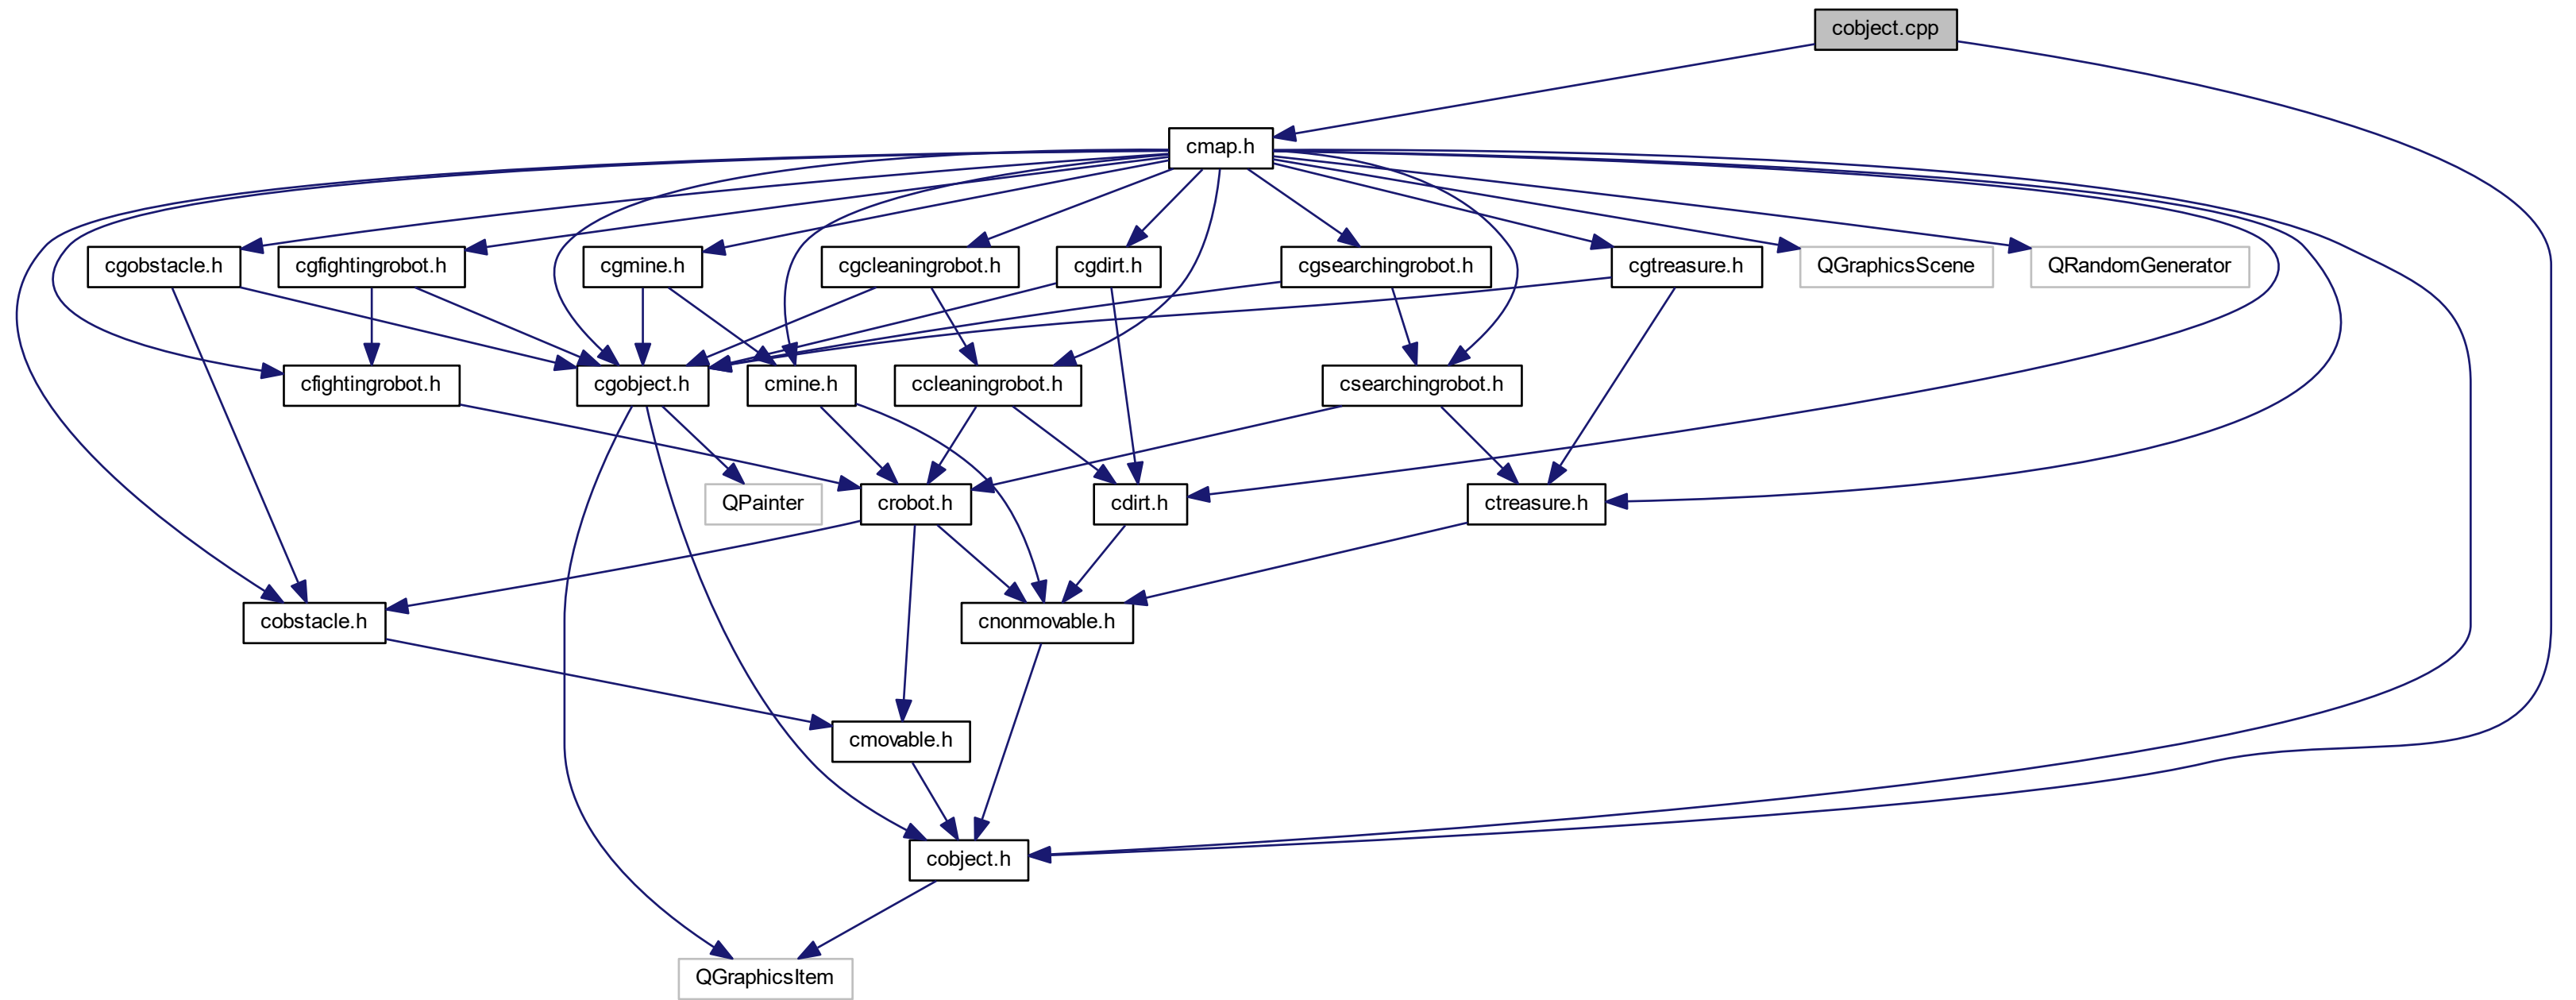 cobject.cpp
cmap.h
cgobstacle.h
cgfightingrobot.h
cgmine.h
cgcleaningrobot.h
cgdirt.h
cgsearchingrobot.h
cgtreasure.h
QGraphicsScene
QRandomGenerator
cfightingrobot.h
cgobject.h
cmine.h
ccleaningrobot.h
csearchingrobot.h
QPainter
crobot.h
cdirt.h
ctreasure.h
cobstacle.h
cnonmovable.h
cmovable.h
cobject.h
QGraphicsItem